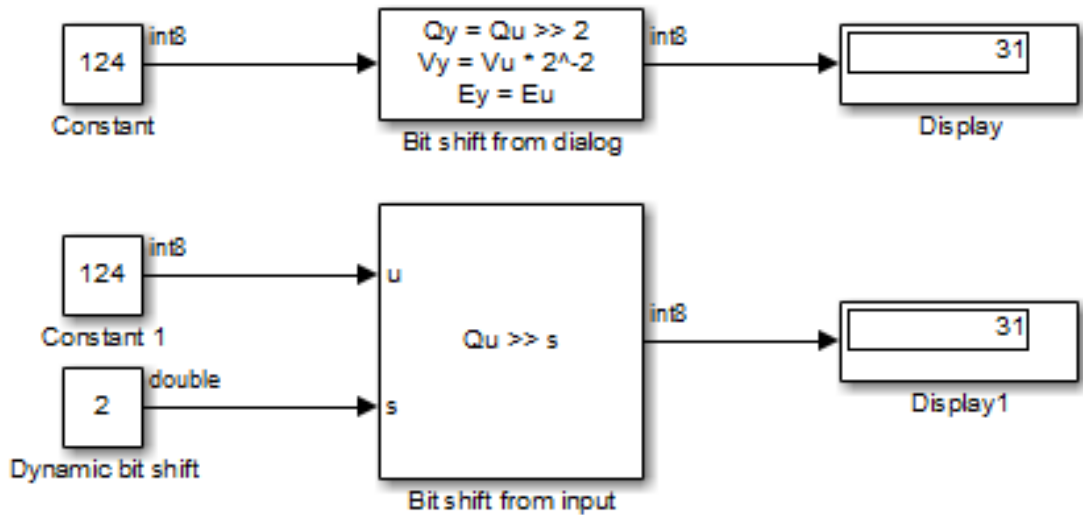 124
int8
Constant
Qy = Qu >> 2
Vy = Vu * 2^-2
Ey = Eu
Bit shift from dialog
int8
31
Display
124
int8
Constant 1
2
double
Dynamic bit shift
u
s
Qu >> s
Bit shift from input
int8
31
Display1